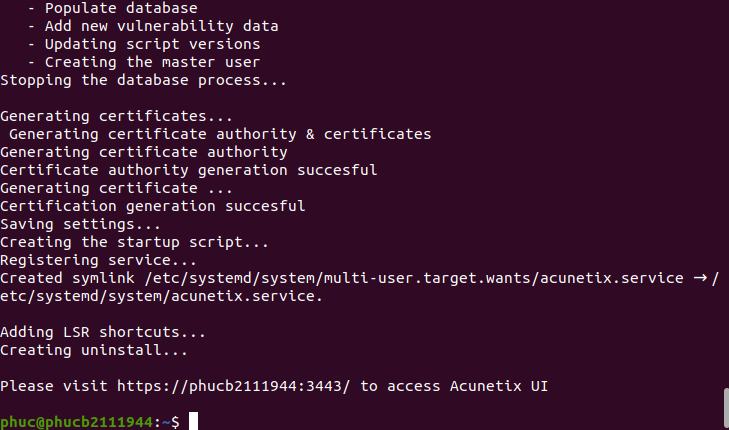 - Populate database
- Add new vulnerability data
- Updating script versions
- Creating the master user
Stopping the database process...
Generating certificates...
Generating certificate authority & certificates
Generating certificate authority
Certificate authority generation succesful
Generating certificate ...
Certification generation succesful
Saving settings...
Creating the startup script...
Registering service...
Created symlink /etc/systemd/system/multi-user.target.wants/acunetix.service → /
etc/systemd/system/acunetix.service.
Adding LSR shortcuts...
Creating uninstall...
Please visit https://phucb2111944:3443/ to access Acunetix UI
phuc@phucb2111944:~$